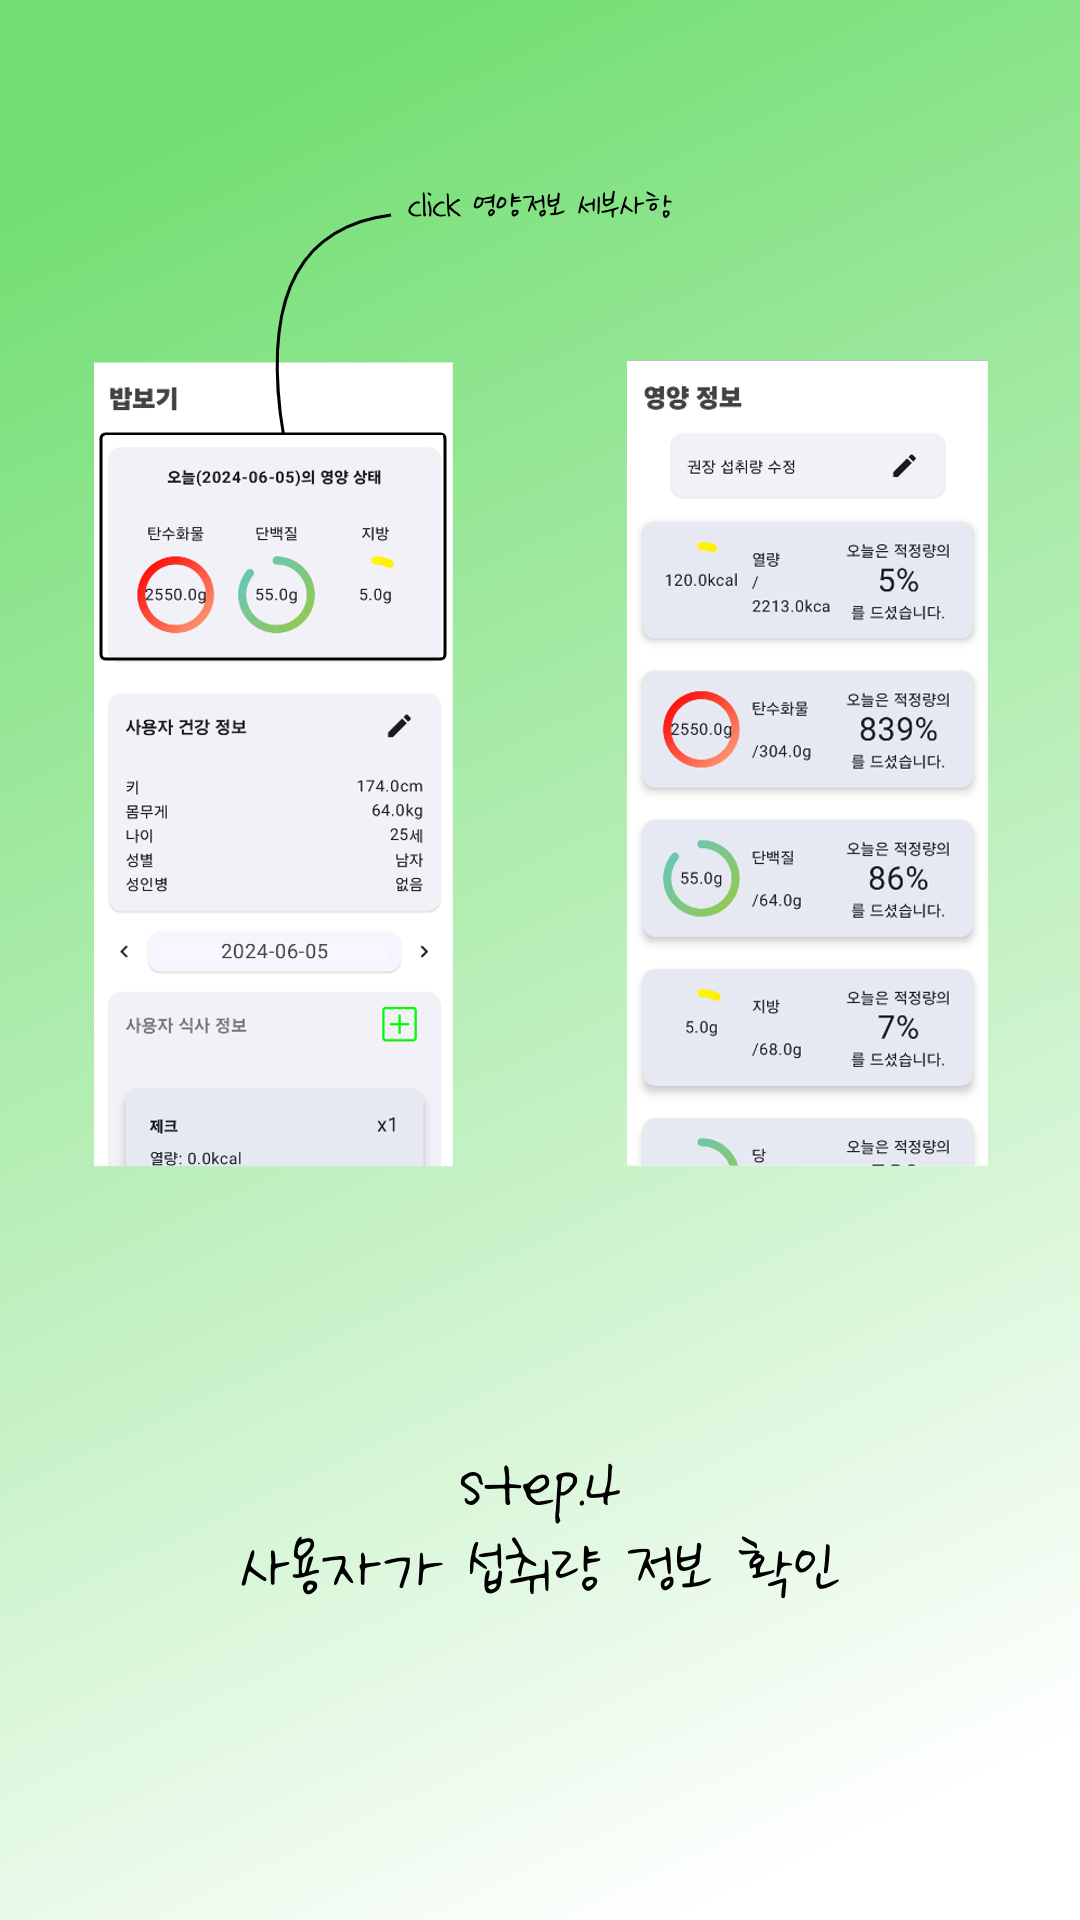 click 영양정보 세부사항
밥보기
오늘(2024-06-05)의 영양 상태
탄수화물 단백질 지방
2550.0g 55.0g 5.0g
사용자 건강 정보
키 174.0cm
몸무게 64.0kg
나이 25세
성별 남자
성인병 없음
2024-06-05
사용자 식사 정보
제크 x1
열량: 0.0kcal
영양 정보
권장 섭취량 수정
120.0kcal
열량
/
2213.0kca
오늘은 적정량의
5%
를 드셨습니다.
2550.0g
탄수화물
/304.0g
오늘은 적정량의
839%
를 드셨습니다.
55.0g
단백질
/64.0g
오늘은 적정량의
86%
를 드셨습니다.
5.0g
지방
/68.0g
오늘은 적정량의
7%
를 드셨습니다.
당
오늘은 적정량의
step.4
사용자가 섭취량 정보 확인